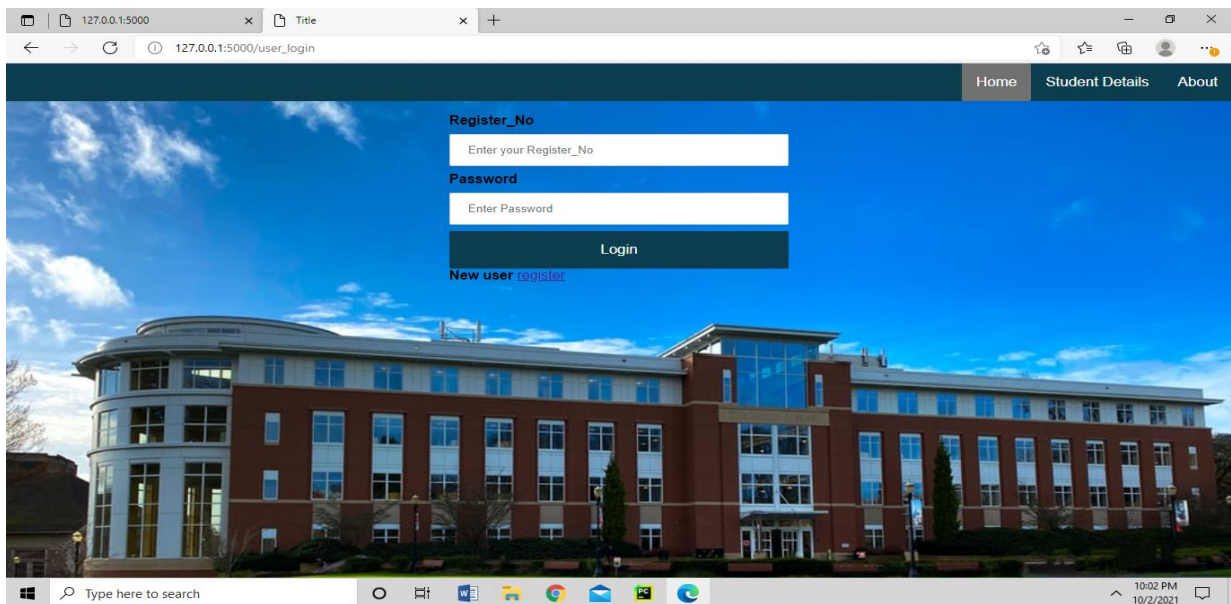 127.0.0.1:5000
Title
127.0.0.1:5000/user_login
Home Student Details About
Register_No
Enter your Register_No
Password
Enter Password
Login
New user register
Type here to search
10:02 PM
10/2/2021